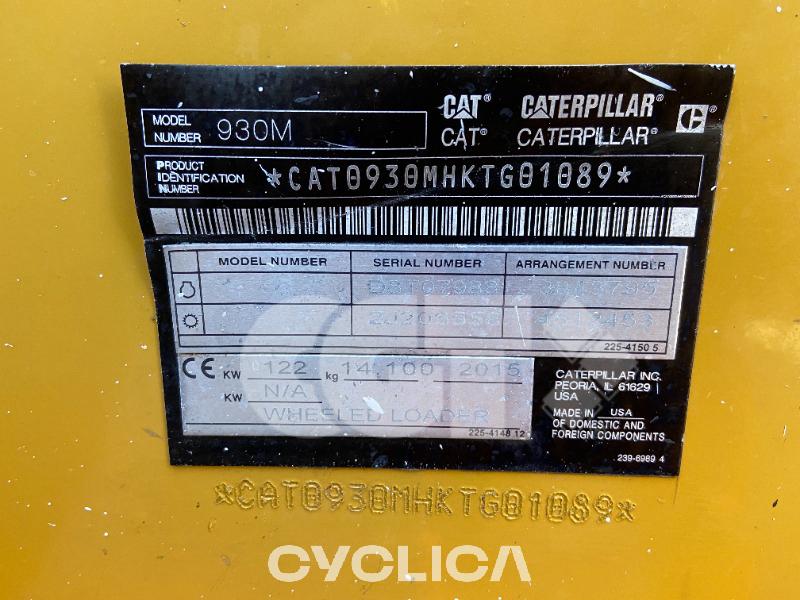 CAT® CATERPILLAR®
MODEL NUMBER 930M CAT® CATERPILLAR®
PRODUCT IDENTIFICATION NUMBER *CAT0930MHKTG01089*
MODEL NUMBER SERIAL NUMBER ARRANGEMENT NUMBER
225-4150 5
CE KW 122 kg 14,100 2015
KW N/A
WHEELED LOADER
225-4148 12
CATERPILLAR INC.
PEORIA, IL 61629
USA
MADE IN USA
OF DOMESTIC AND
FOREIGN COMPONENTS
239-6989 4
*CAT0930MHKTG01089*
CYCLICA